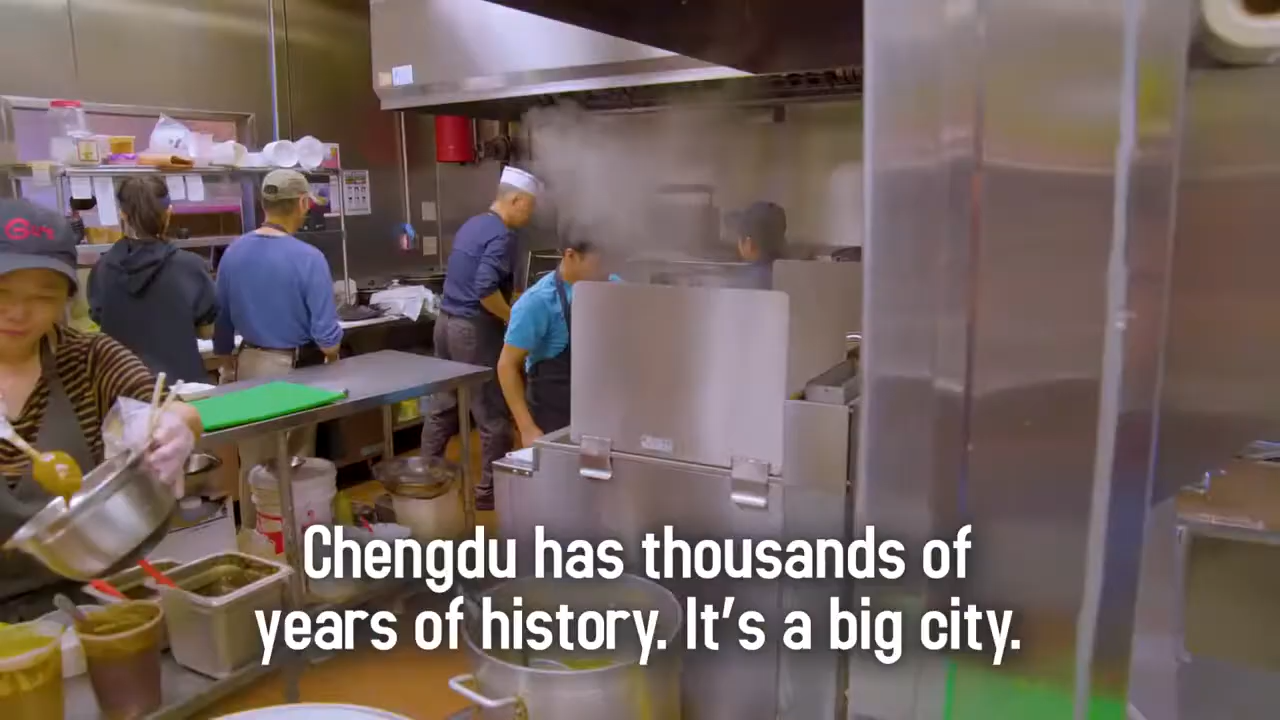 Chengdu has thousands of
years of history. It's a big city.